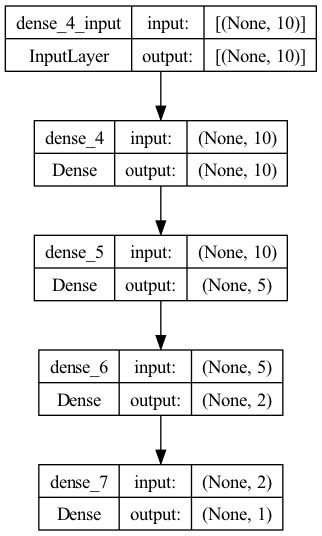 dense_4_input input: [(None, 10)]
InputLayer output: [(None, 10)]
dense_4 input: (None, 10)
Dense output: (None, 10)
dense_5 input: (None, 10)
Dense output: (None, 5)
dense_6 input: (None, 5)
Dense output: (None, 2)
dense_7 input: (None, 2)
Dense output: (None, 1)